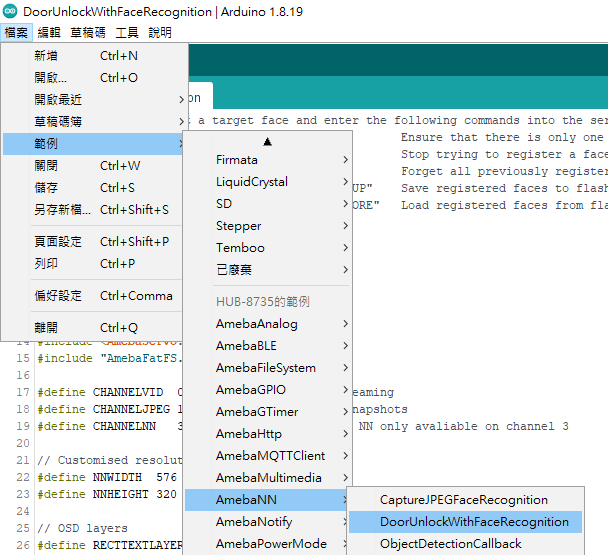 DoorUnlockWithFaceRecognition | Arduino 1.8.19
檔案 編輯 草稿碼 工具 說明
新增 Ctrl+N
開啟... Ctrl+O
開啟最近
草稿碼簿
範例
關閉 Ctrl+W
儲存 Ctrl+S
另存新檔... Ctrl+Shift+S
頁面設定 Ctrl+Shift+P
列印 Ctrl+P
偏好設定 Ctrl+Comma
離開 Ctrl+Q
Firmata
LiquidCrystal
SD
Stepper
Temboo
已廢棄
HUB-8735的範例
AmebaAnalog
AmebaBLE
AmebaFileSystem
AmebaGPIO
AmebaGTimer
AmebaHttp
AmebaMQTTClient
AmebaMultimedia
AmebaNN
AmebaNotify
AmebaPowerMode
CaptureJPEGFaceRecognition
DoorUnlockWithFaceRecognition
ObjectDetectionCallback
on
t a target face and enter the following commands into the ser
Ensure that there is only one
Stop trying to register a face
Forget all previously register
UP" Save registered faces to flash
ORE" Load registered faces from fla
14 #include <AmebaServo.
15 #include "AmebaFatFS.
16
17 #define CHANNELVID 0 eaming
18 #define CHANNELJPEG 1 apshots
19 #define CHANNELNN 3 NN only avaliable on channel 3
20
21 // Customised resolut
22 #define NNWIDTH 576
23 #define NNHEIGHT 320
24
25 // OSD layers
26 #define RECTTEXTLAYER